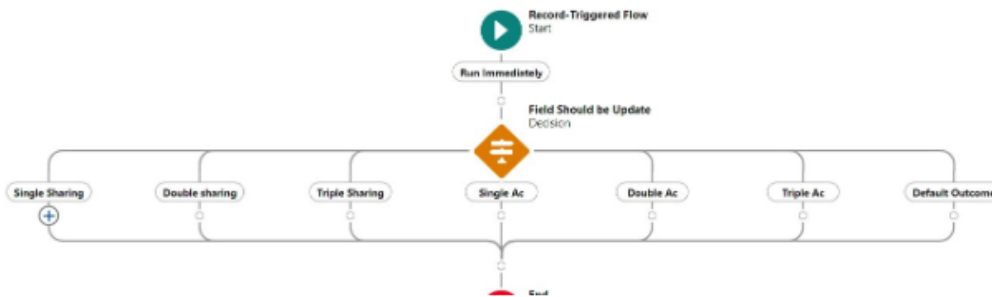 Record-Triggered Flow
Start
Run Immediately
Field Should be Update
Decision
Single Sharing
Double sharing
Triple Sharing
Single Ac
Double Ac
Triple Ac
Default Outcome
End